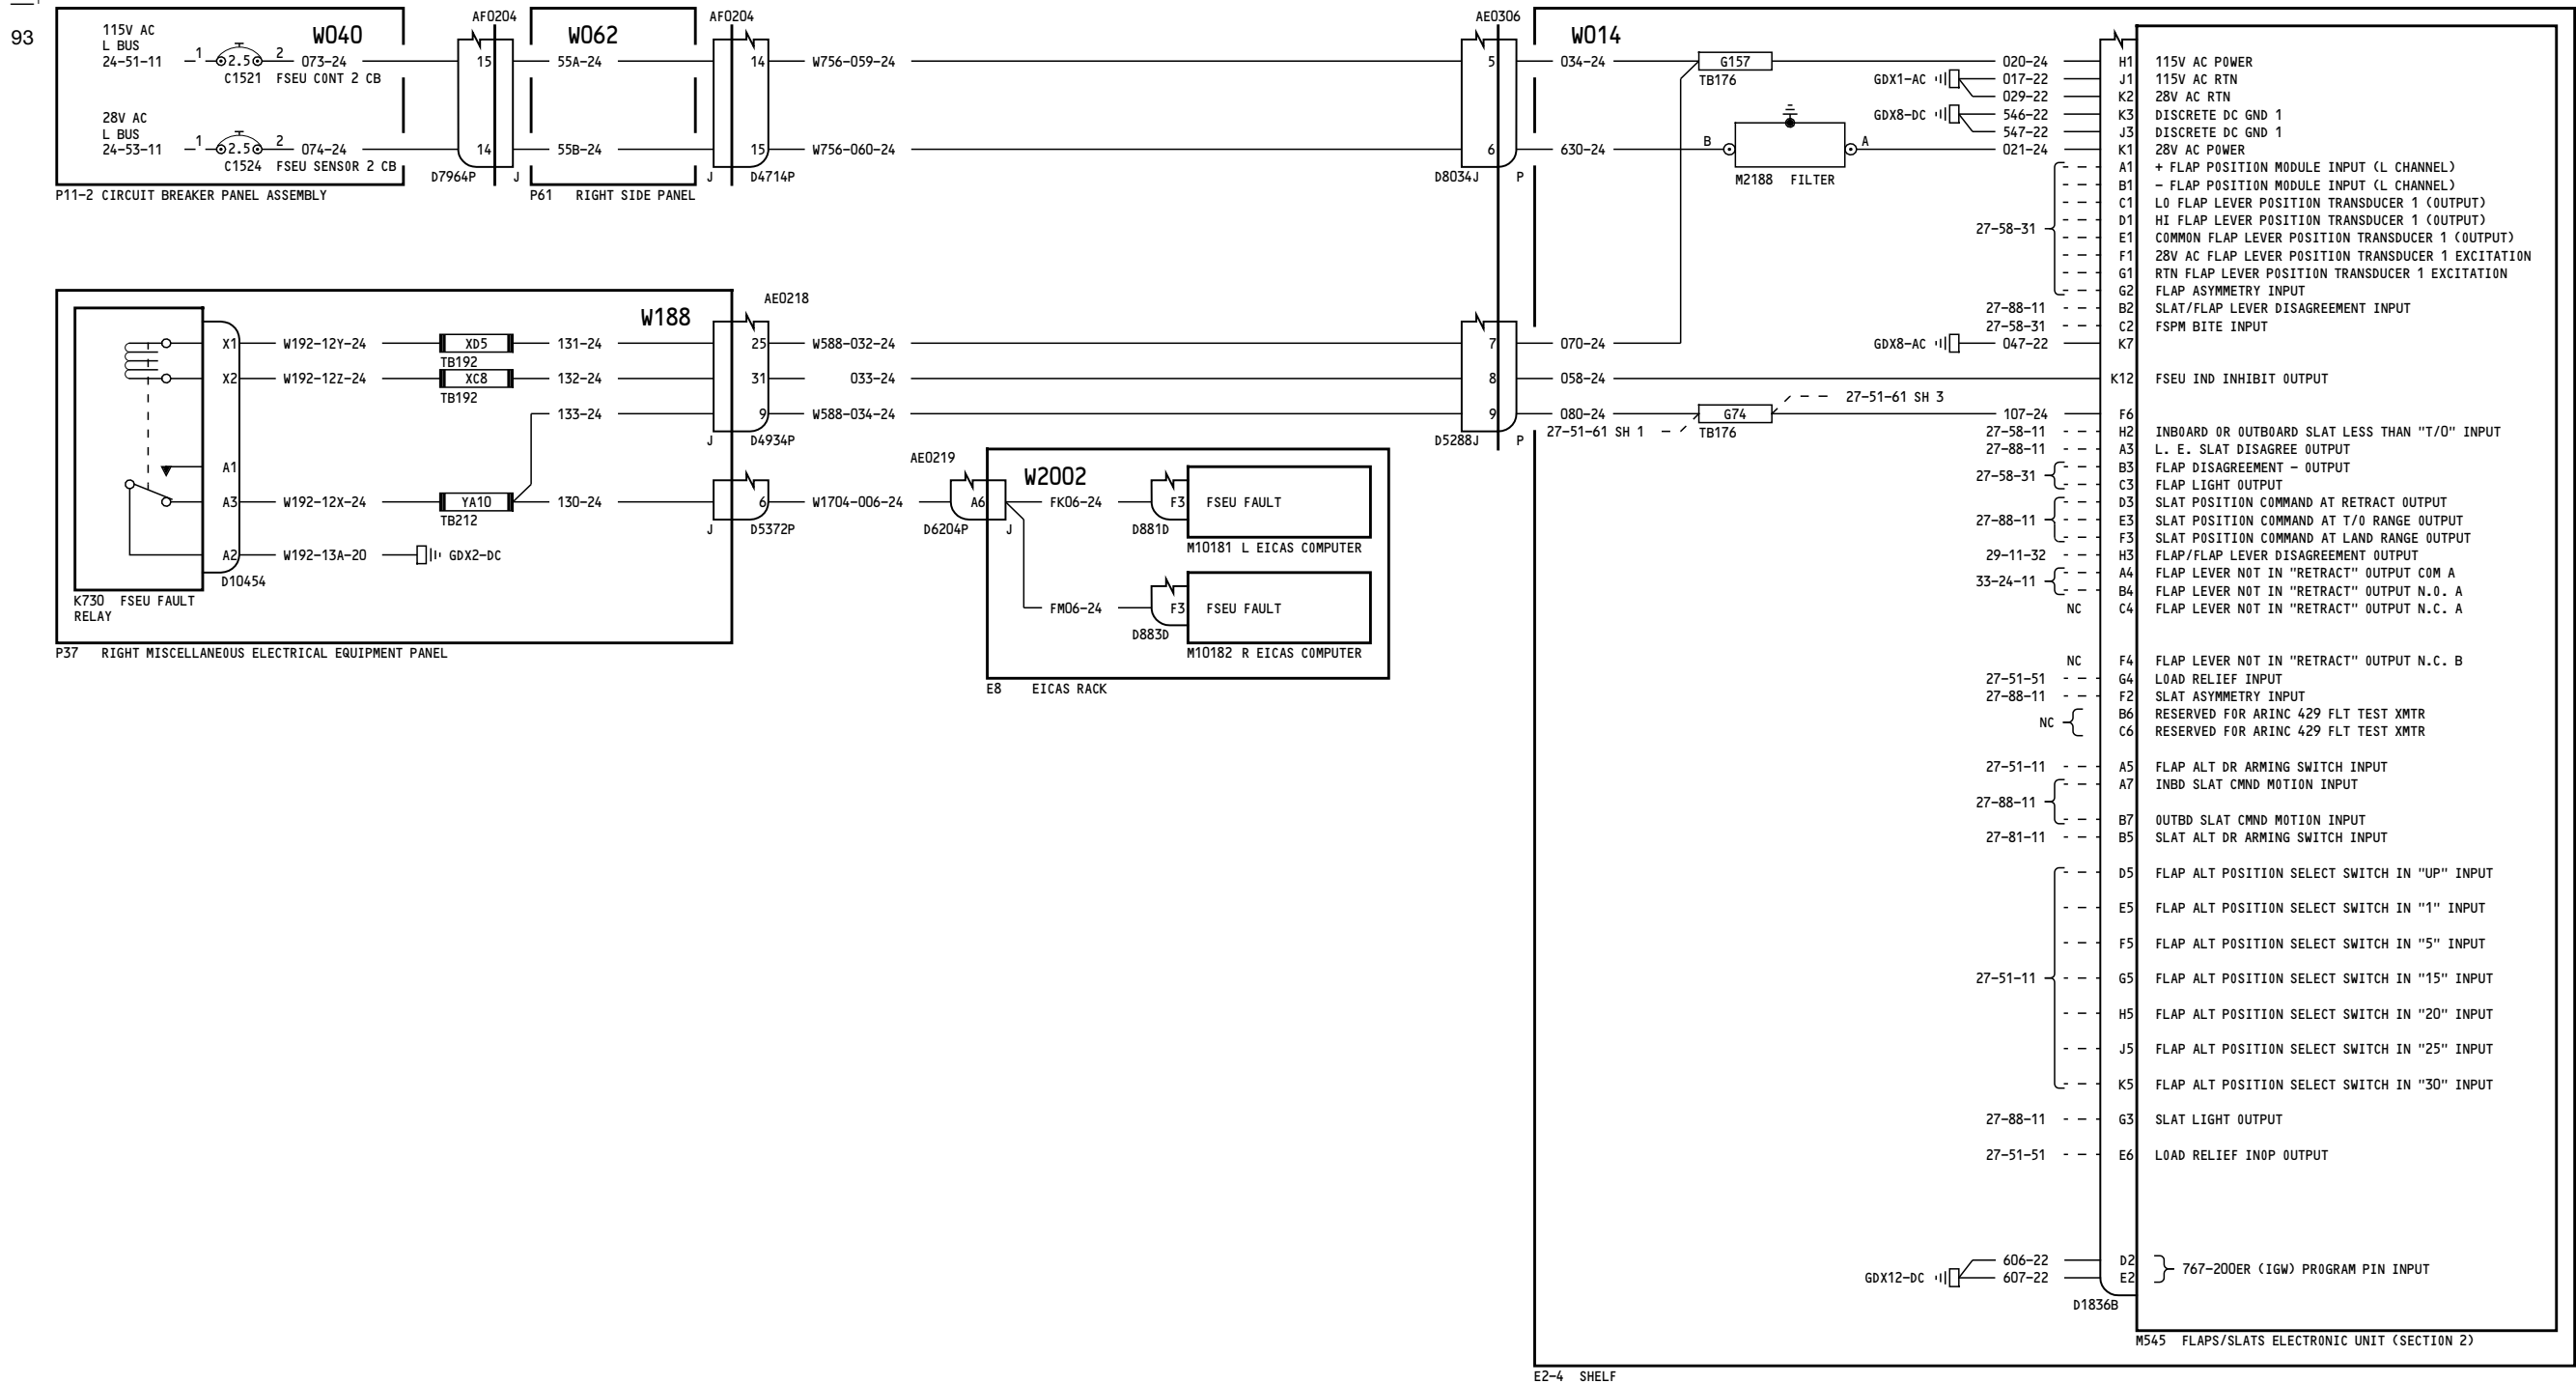 93
115V AC
L BUS
24-51-11
1
2.5
2
073-24
C1521 FSEU CONT 2 CB
W040
28V AC
L BUS
24-53-11
1
2.5
2
074-24
C1524 FSEU SENSOR 2 CB
P11-2 CIRCUIT BREAKER PANEL ASSEMBLY
AF0204
15
14
D7964P
J
W062
55A-24
55B-24
P61 RIGHT SIDE PANEL
AF0204
14
15
J
D4714P
W756-059-24
W756-060-24
AE0306
5
6
D8034J
P
W014
034-24
G157
TB176
630-24
B
A
M2188 FILTER
W188
X1
W192-12Y-24
XD5
TB192
131-24
X2
W192-12Z-24
XC8
TB192
132-24
133-24
A1
A3
W192-12X-24
YA10
TB212
130-24
A2
W192-13A-20
GDX2-DC
D10454
K730 FSEU FAULT
RELAY
P37 RIGHT MISCELLANEOUS ELECTRICAL EQUIPMENT PANEL
AE0218
25
31
9
J
D4934P
6
J
D5372P
W588-032-24
033-24
W588-034-24
W1704-006-24
AE0219
A6
D6204P
J
W2002
FK06-24
F3
FSEU FAULT
D881D
M10181 L EICAS COMPUTER
FM06-24
F3
FSEU FAULT
D883D
M10182 R EICAS COMPUTER
E8 EICAS RACK
7
8
9
D5288J
P
070-24
058-24
080-24
27-51-61 SH 1
G74
TB176
27-51-61 SH 3
020-24 H1 115V AC POWER
GDX1-AC 017-22 J1 115V AC RTN
029-22 K2 28V AC RTN
GDX8-DC 546-22 K3 DISCRETE DC GND 1
547-22 J3 DISCRETE DC GND 1
021-24 K1 28V AC POWER
A1 + FLAP POSITION MODULE INPUT (L CHANNEL)
B1 - FLAP POSITION MODULE INPUT (L CHANNEL)
C1 LO FLAP LEVER POSITION TRANSDUCER 1 (OUTPUT)
D1 HI FLAP LEVER POSITION TRANSDUCER 1 (OUTPUT)
27-58-31
E1 COMMON FLAP LEVER POSITION TRANSDUCER 1 (OUTPUT)
F1 28V AC FLAP LEVER POSITION TRANSDUCER 1 EXCITATION
G1 RTN FLAP LEVER POSITION TRANSDUCER 1 EXCITATION
G2 FLAP ASYMMETRY INPUT
27-88-11 B2 SLAT/FLAP LEVER DISAGREEMENT INPUT
27-58-31 C2 FSPM BITE INPUT
GDX8-AC 047-22 K7
K12 FSEU IND INHIBIT OUTPUT
107-24 F6
27-58-11 H2 INBOARD OR OUTBOARD SLAT LESS THAN "T/O" INPUT
27-88-11 A3 L. E. SLAT DISAGREE OUTPUT
B3 FLAP DISAGREEMENT - OUTPUT
27-58-31
C3 FLAP LIGHT OUTPUT
D3 SLAT POSITION COMMAND AT RETRACT OUTPUT
27-88-11 E3 SLAT POSITION COMMAND AT T/O RANGE OUTPUT
F3 SLAT POSITION COMMAND AT LAND RANGE OUTPUT
29-11-32 H3 FLAP/FLAP LEVER DISAGREEMENT OUTPUT
A4 FLAP LEVER NOT IN "RETRACT" OUTPUT COM A
33-24-11
B4 FLAP LEVER NOT IN "RETRACT" OUTPUT N.O. A
NC C4 FLAP LEVER NOT IN "RETRACT" OUTPUT N.C. A
NC F4 FLAP LEVER NOT IN "RETRACT" OUTPUT N.C. B
27-51-51 G4 LOAD RELIEF INPUT
27-88-11 F2 SLAT ASYMMETRY INPUT
B6 RESERVED FOR ARINC 429 FLT TEST XMTR
NC
C6 RESERVED FOR ARINC 429 FLT TEST XMTR
27-51-11 A5 FLAP ALT DR ARMING SWITCH INPUT
A7 INBD SLAT CMND MOTION INPUT
27-88-11
B7 OUTBD SLAT CMND MOTION INPUT
27-81-11 B5 SLAT ALT DR ARMING SWITCH INPUT
D5 FLAP ALT POSITION SELECT SWITCH IN "UP" INPUT
E5 FLAP ALT POSITION SELECT SWITCH IN "1" INPUT
F5 FLAP ALT POSITION SELECT SWITCH IN "5" INPUT
27-51-11 G5 FLAP ALT POSITION SELECT SWITCH IN "15" INPUT
H5 FLAP ALT POSITION SELECT SWITCH IN "20" INPUT
J5 FLAP ALT POSITION SELECT SWITCH IN "25" INPUT
K5 FLAP ALT POSITION SELECT SWITCH IN "30" INPUT
27-88-11 G3 SLAT LIGHT OUTPUT
27-51-51 E6 LOAD RELIEF INOP OUTPUT
606-22 D2
767-200ER (IGW) PROGRAM PIN INPUT
GDX12-DC 607-22 E2
D1836B
M545 FLAPS/SLATS ELECTRONIC UNIT (SECTION 2)
E2-4 SHELF